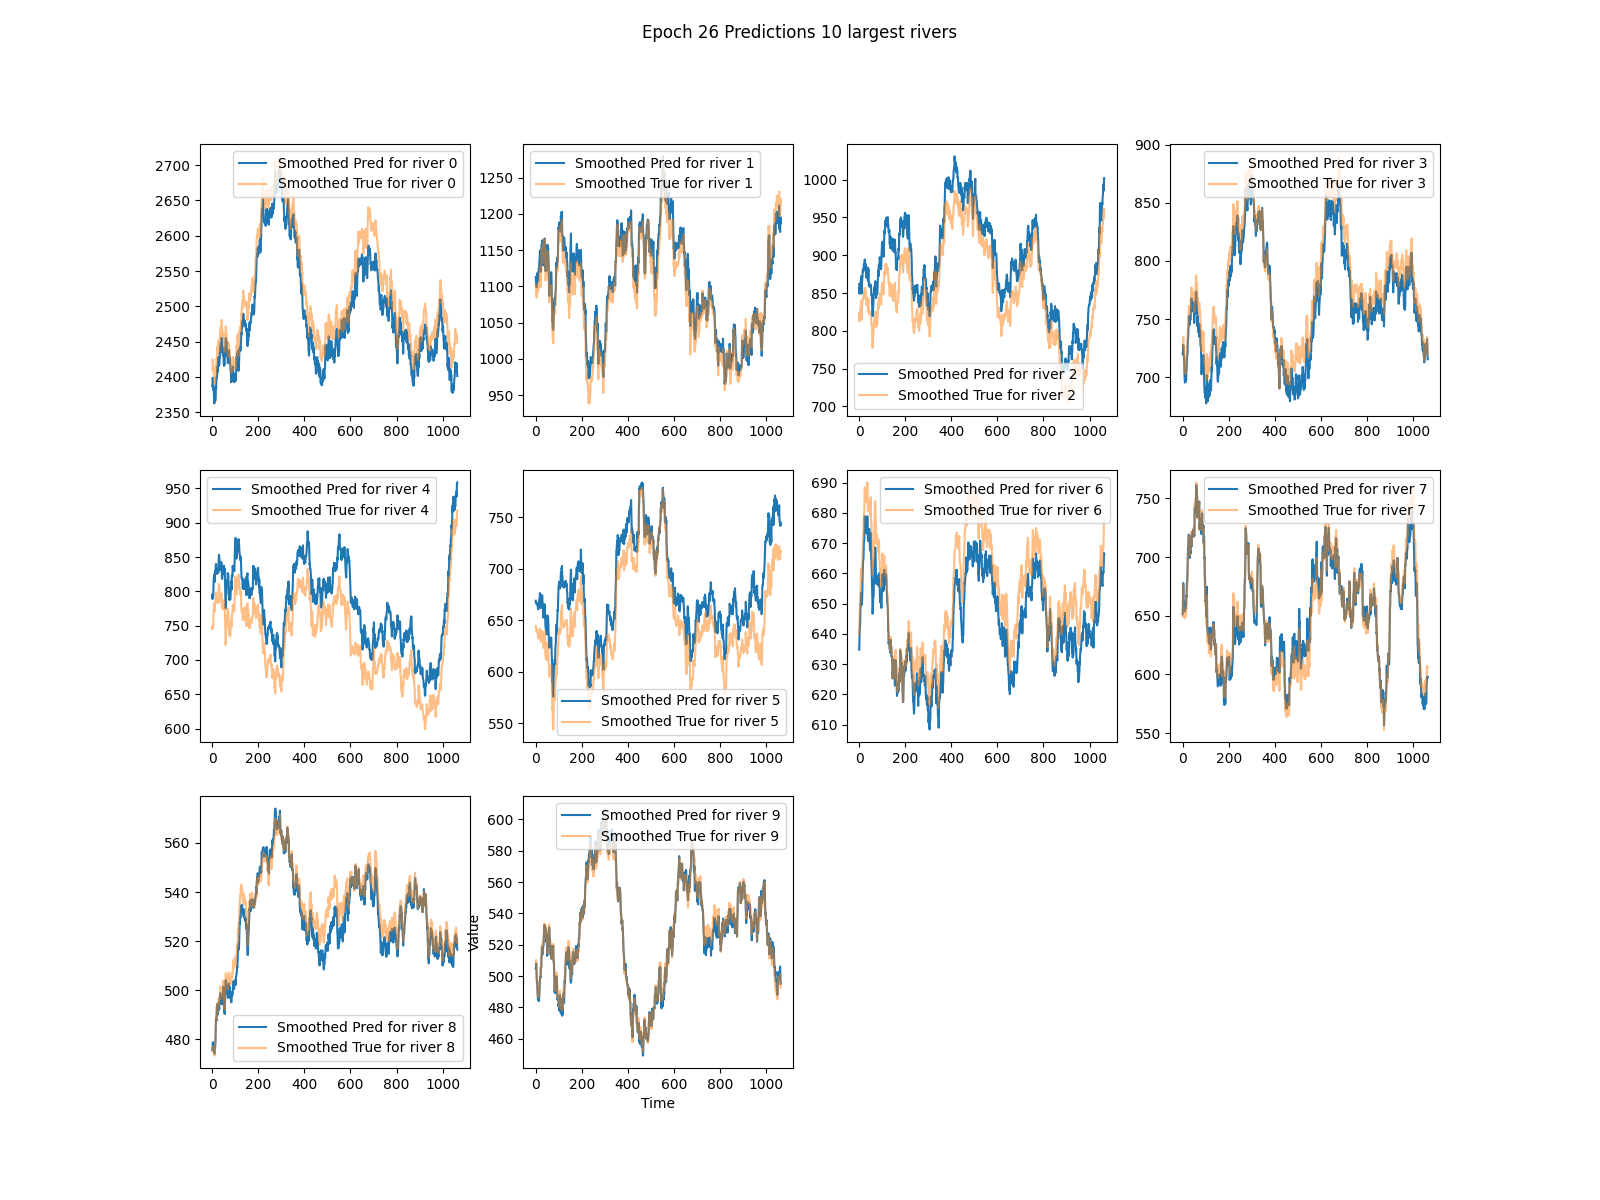 Epoch 26 Predictions 10 largest rivers
Smoothed Pred for river 0
Smoothed True for river 0
2700
2650
2600
2550
2500
2450
2400
2350
0 200 400 600 800 1000
Smoothed Pred for river 1
Smoothed True for river 1
1250
1200
1150
1100
1050
1000
950
0 200 400 600 800 1000
1000
950
900
850
800
750
700
Smoothed Pred for river 2
Smoothed True for river 2
0 200 400 600 800 1000
900
850
800
750
700
Smoothed Pred for river 3
Smoothed True for river 3
0 200 400 600 800 1000
Smoothed Pred for river 4
Smoothed True for river 4
950
900
850
800
750
700
650
600
0 200 400 600 800 1000
750
700
650
600
550
Smoothed Pred for river 5
Smoothed True for river 5
0 200 400 600 800 1000
690
680
670
660
650
640
630
620
610
Smoothed Pred for river 6
Smoothed True for river 6
0 200 400 600 800 1000
750
700
650
600
550
Smoothed Pred for river 7
Smoothed True for river 7
0 200 400 600 800 1000
560
540
520
500
480
Smoothed Pred for river 8
Smoothed True for river 8
0 200 400 600 800 1000
Value
600
580
560
540
520
500
480
460
Smoothed Pred for river 9
Smoothed True for river 9
0 200 400 600 800 1000
Time